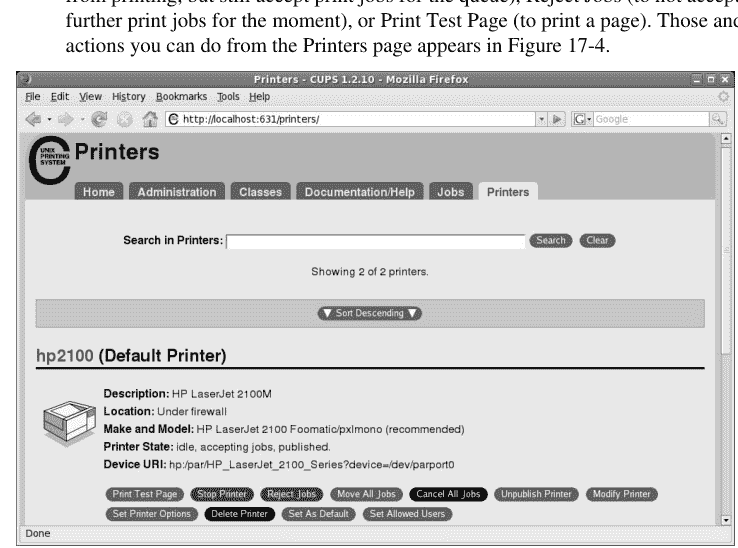 from printing, but still accept print jobs for the queue), Reject Jobs (to not accept
further print jobs for the moment), or Print Test Page (to print a page). Those and
actions you can do from the Printers page appears in Figure 17-4.
Printers - CUPS 1.2.10 - Mozilla Firefox
File Edit View History Bookmarks Tools Help
http://localhost:631/printers/ Google
UNIX PRINTING SYSTEM Printers
Home Administration Classes Documentation/Help Jobs Printers
Search in Printers: Search Clear
Showing 2 of 2 printers.
▼ Sort Descending ▼
hp2100 (Default Printer)
Description: HP LaserJet 2100M
Location: Under firewall
Make and Model: HP LaserJet 2100 Foomatic/pxlmono (recommended)
Printer State: idle, accepting jobs, published.
Device URI: hp:/par/HP_LaserJet_2100_Series?device=/dev/parport0
Print Test Page Stop Printer Reject Jobs Move All Jobs Cancel All Jobs Unpublish Printer Modify Printer
Set Printer Options Delete Printer Set As Default Set Allowed Users
Done